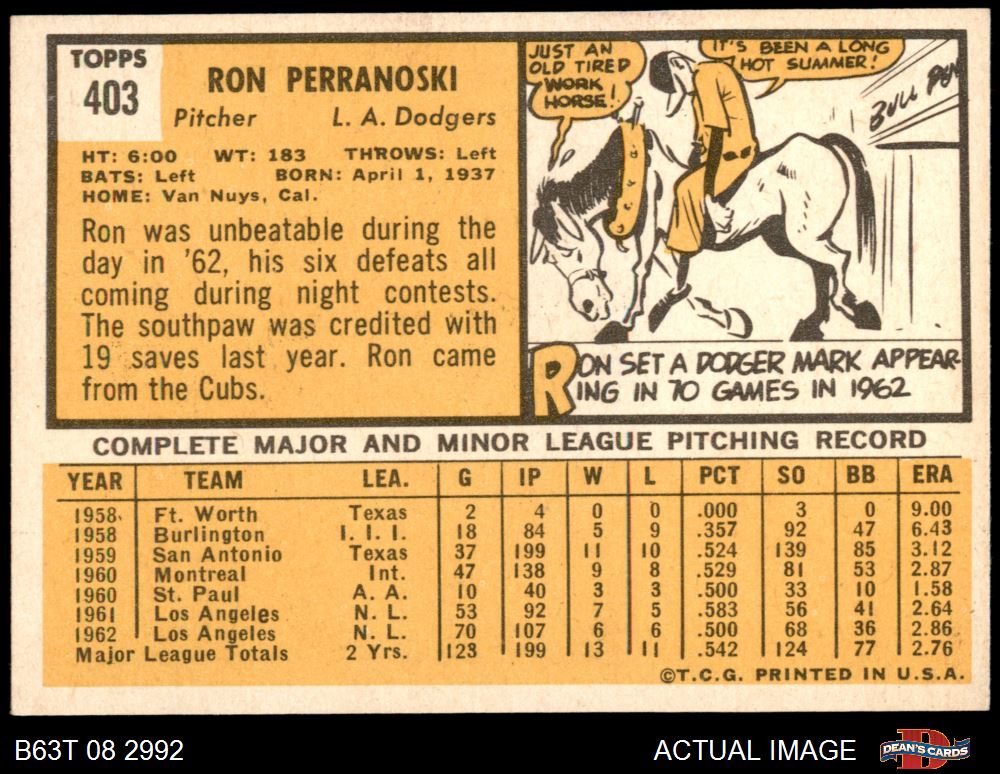 TOPPS
403
RON PERRANOSKI
Pitcher L. A. Dodgers
HT: 6:00 WT: 183 THROWS: Left
BATS: Left BORN: April 1, 1937
HOME: Van Nuys, Cal.
Ron was unbeatable during the
day in '62, his six defeats all
coming during night contests.
The southpaw was credited with
19 saves last year. Ron came
from the Cubs.
JUST AN
OLD TIRED
WORK
HORSE!
IT'S BEEN A LONG
HOT SUMMER!
BULL PEN
RON SET A DODGER MARK APPEAR-
ING IN 70 GAMES IN 1962
COMPLETE MAJOR AND MINOR LEAGUE PITCHING RECORD
YEAR TEAM LEA. G IP W L PCT SO BB ERA
1958 Ft. Worth Texas 2 4 0 0 .000 3 0 9.00
1958 Burlington I. I. I. 18 84 5 9 .357 92 47 6.43
1959 San Antonio Texas 37 199 11 10 .524 139 85 3.12
1960 Montreal Int. 47 138 9 8 .529 81 53 2.87
1960 St. Paul A. A. 10 40 3 3 .500 33 10 1.58
1961 Los Angeles N. L. 53 92 7 5 .583 56 41 2.64
1962 Los Angeles N. L. 70 107 6 6 .500 68 36 2.86
Major League Totals 2 Yrs. 123 199 13 11 .542 124 77 2.76
©T.C.G. PRINTED IN U.S.A.
B63T 08 2992 ACTUAL IMAGE DEAN'S CARDS